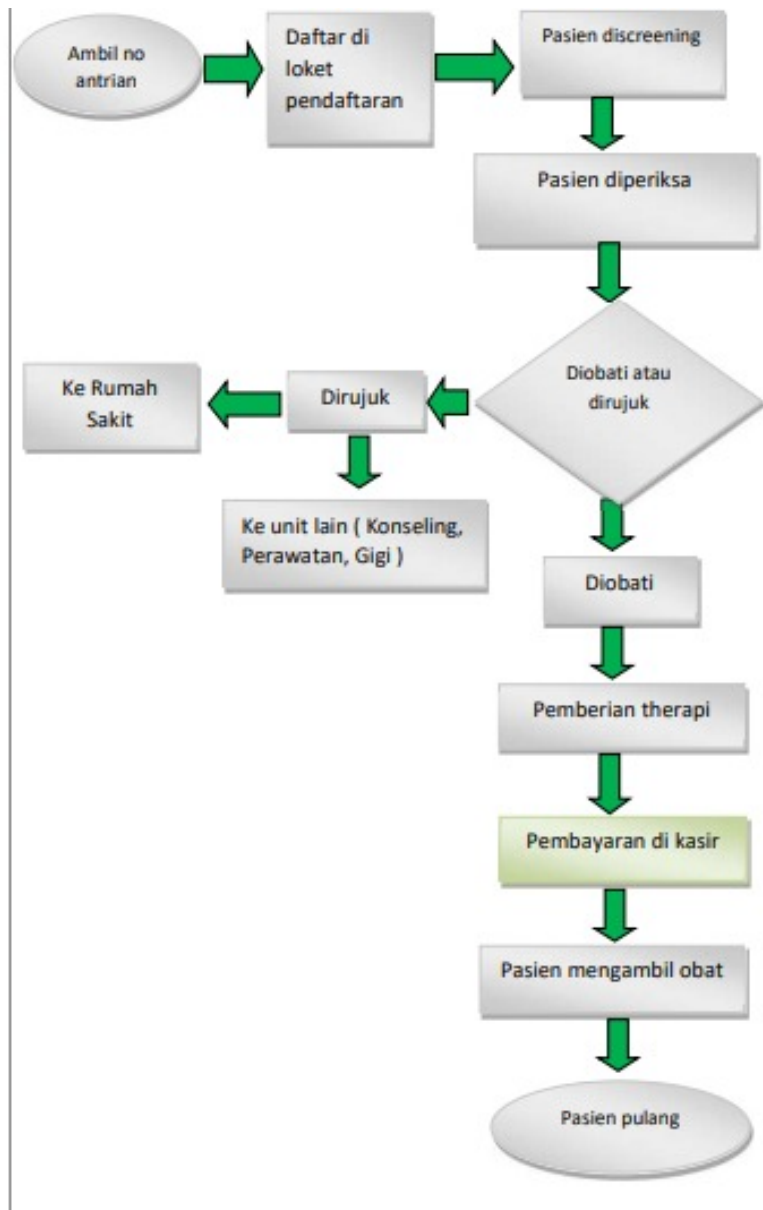 Ambil no
antrian
Daftar di
loket
pendaftaran
Pasien discreening
Pasien diperiksa
Diobati atau
dirujuk
Dirujuk
Ke Rumah
Sakit
Ke unit lain ( Konseling,
Perawatan, Gigi )
Diobati
Pemberian therapi
Pembayaran di kasir
Pasien mengambil obat
Pasien pulang